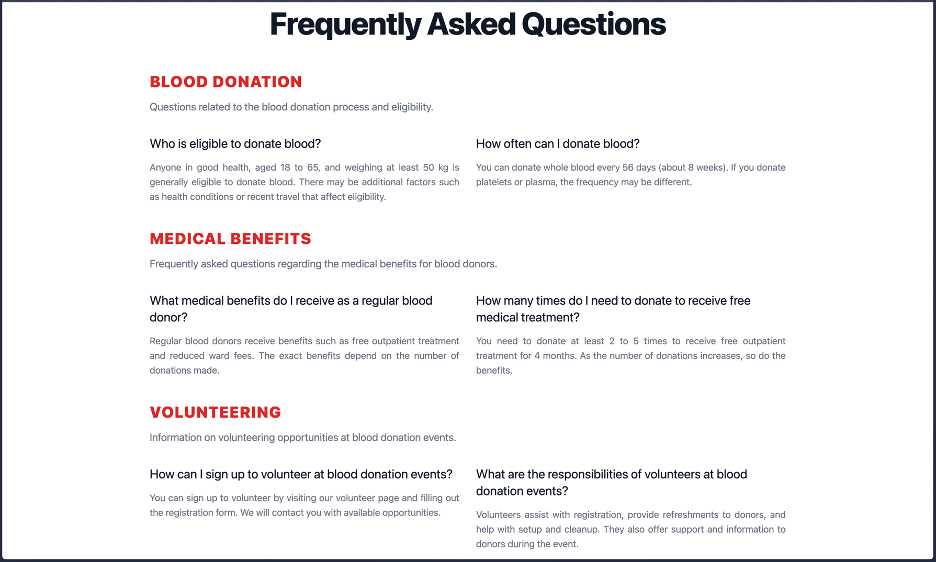 Frequently Asked Questions
BLOOD DONATION
Questions related to the blood donation process and eligibility.
Who is eligible to donate blood?
Anyone in good health, aged 18 to 65, and weighing at least 50 kg is
generally eligible to donate blood. There may be additional factors such
as health conditions or recent travel that affect eligibility.
How often can I donate blood?
You can donate whole blood every 56 days (about 8 weeks). If you donate
platelets or plasma, the frequency may be different.
MEDICAL BENEFITS
Frequently asked questions regarding the medical benefits for blood donors.
What medical benefits do I receive as a regular blood
donor?
Regular blood donors receive benefits such as free outpatient treatment
and reduced ward fees. The exact benefits depend on the number of
donations made.
How many times do I need to donate to receive free
medical treatment?
You need to donate at least 2 to 5 times to receive free outpatient
treatment for 4 months. As the number of donations increases, so do the
benefits.
VOLUNTEERING
Information on volunteering opportunities at blood donation events.
How can I sign up to volunteer at blood donation events?
You can sign up to volunteer by visiting our volunteer page and filling out
the registration form. We will contact you with available opportunities.
What are the responsibilities of volunteers at blood
donation events?
Volunteers assist with registration, provide refreshments to donors, and
help with setup and cleanup. They also offer support and information to
donors during the event.